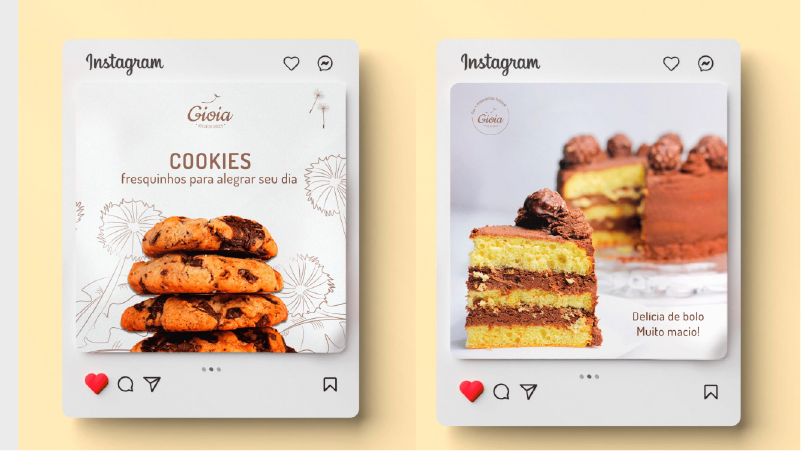 Instagram
Gioia
COOKIES
fresquinhos para alegrar seu dia
Instagram
Gioia
Delicia de bolo
Muito macio!